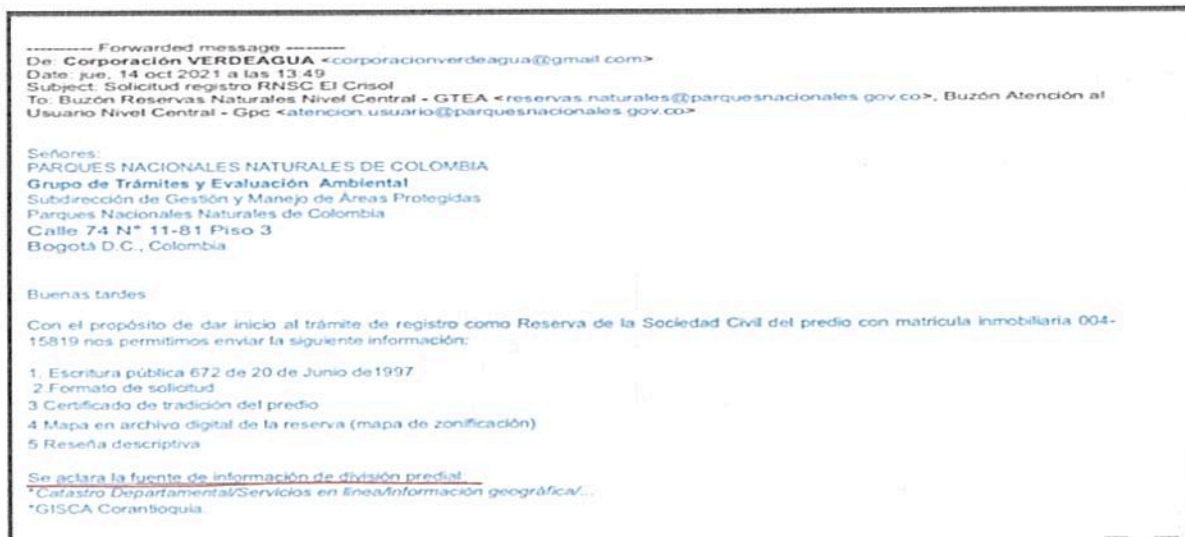 ---------- Forwarded message ---------
De: Corporación VERDEAGUA <corporacionverdeagua@gmail.com>
Date: jue, 14 oct 2021 a las 13:49
Subject: Solicitud registro RNSC El Crisol
To: Buzón Reservas Naturales Nivel Central - GTEA <reservas.naturales@parquesnacionales.gov.co>, Buzón Atención al
Usuario Nivel Central - Gpc <atencion.usuario@parquesnacionales.gov.co>
Señores:
PARQUES NACIONALES NATURALES DE COLOMBIA
Grupo de Trámites y Evaluación Ambiental
Subdirección de Gestión y Manejo de Áreas Protegidas
Parques Nacionales Naturales de Colombia
Calle 74 N° 11-81 Piso 3
Bogotá D.C., Colombia
Buenas tardes
Con el propósito de dar inicio al trámite de registro como Reserva de la Sociedad Civil del predio con matrícula inmobiliaria 004-
15819 nos permitimos enviar la siguiente información:
1. Escritura pública 672 de 20 de Junio de1997
2 Formato de solicitud
3 Certificado de tradición del predio
4 Mapa en archivo digital de la reserva (mapa de zonificación)
5 Reseña descriptiva
Se aclara la fuente de información de división predial:
*Catastro Departamental/Servicios en línea/información geográfica/...
*GISCA Corantioquia.